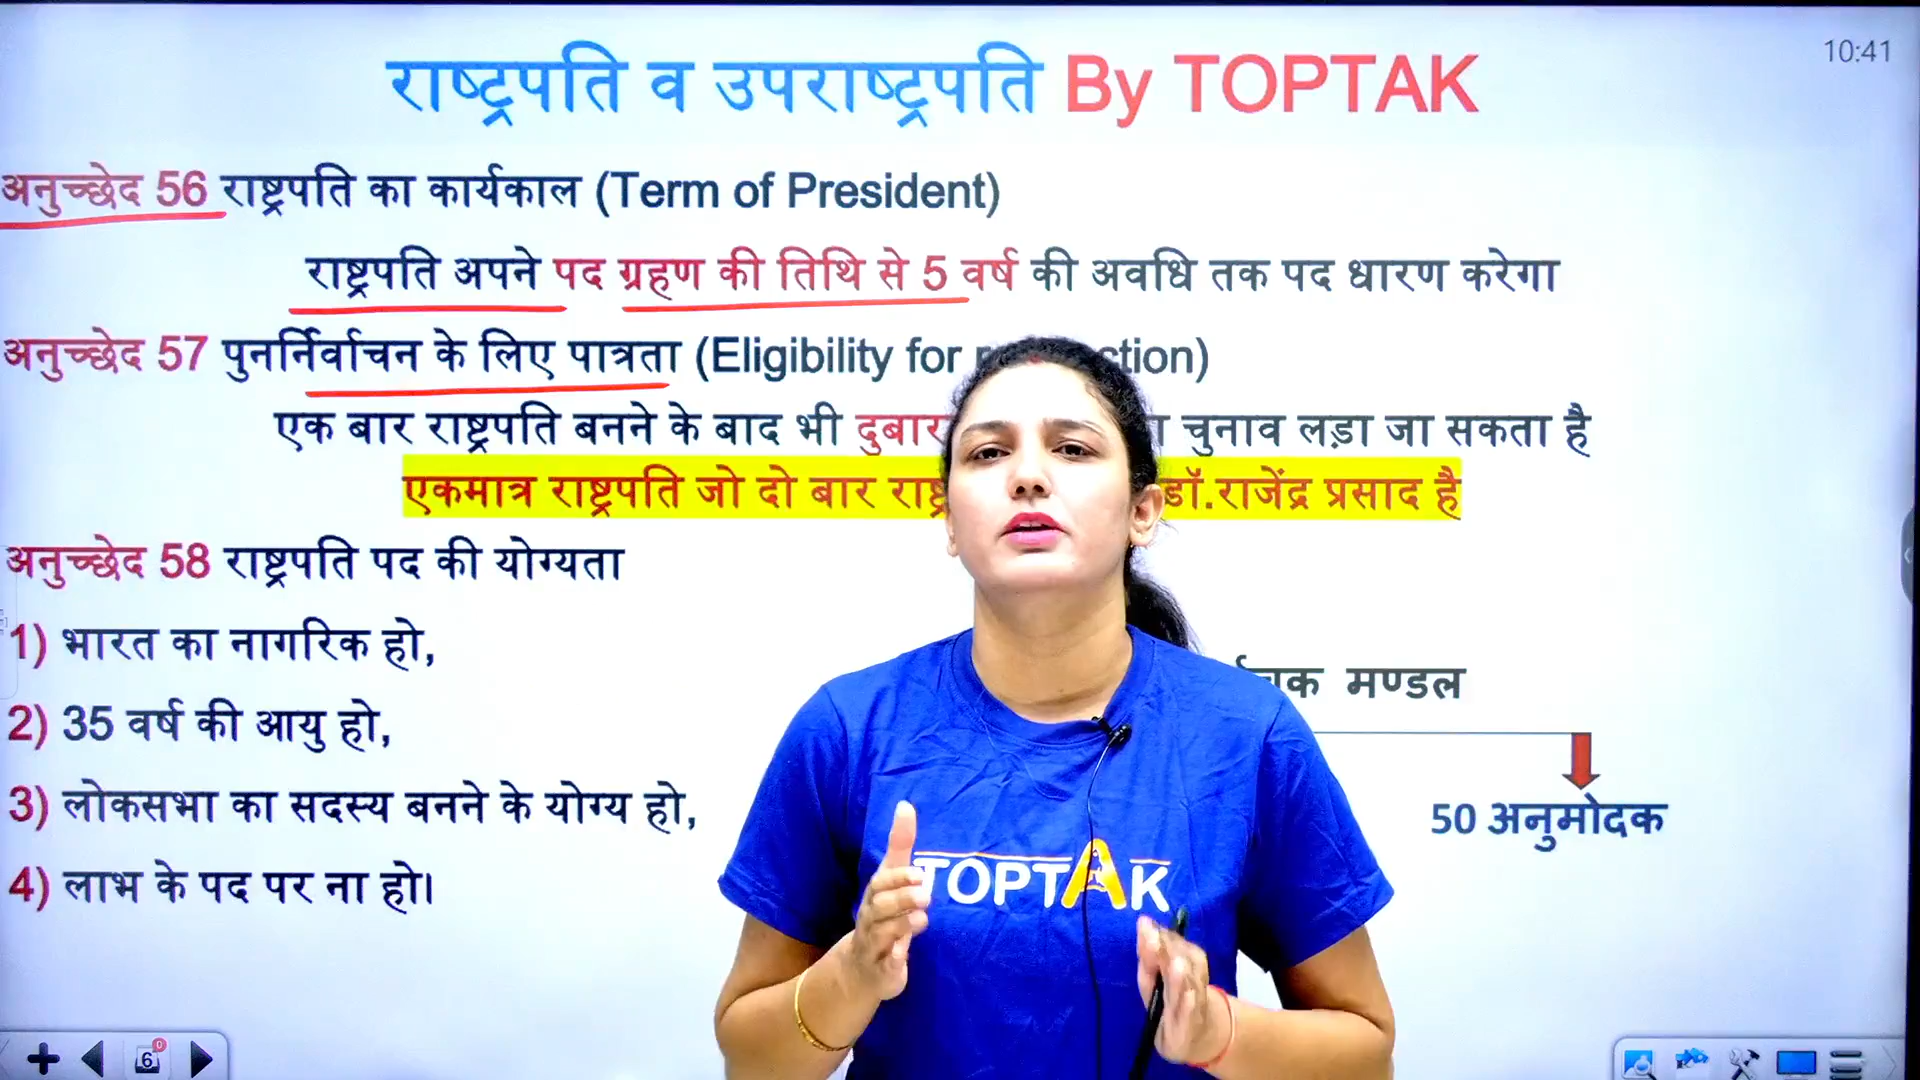 10:41
राष्ट्रपति व उपराष्ट्रपति By TOPTAK
अनुच्छेद 56 राष्ट्रपति का कार्यकाल (Term of President)
राष्ट्रपति अपने पद ग्रहण की तिथि से 5 वर्ष की अवधि तक पद धारण करेगा
अनुच्छेद 57 पुनर्निर्वाचन के लिए पात्रता (Eligibility for
एक बार राष्ट्रपति बनने के बाद भी चुनाव लड़ा जा सकता है
एकमात्र राष्ट्रपति जो दो बार डॉ.राजेंद्र प्रसाद है
अनुच्छेद 58 राष्ट्रपति पद की योग्यता
1) भारत का नागरिक हो,
2) 35 वर्ष की आयु हो,
3) लोकसभा का सदस्य बनने के योग्य हो,
4) लाभ के पद पर ना हो।
मण्डल
50 अनुमोदक
TOPTAK
6
0